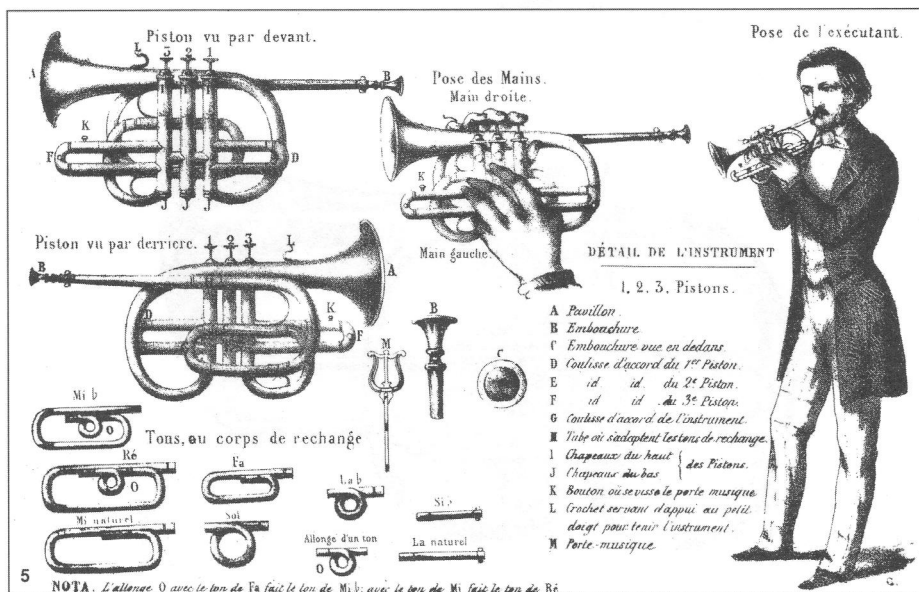 Piston vu par devant.
L 3 2 1
A
B
K
F
D
J J J
Pose des Mains.
Main droite.
K
Main gauche.
Pose de l'exécutant.
Piston vu par derriere.
1 2 3 L
B
A
D
K
F
M
B
C
DÉTAIL DE L'INSTRUMENT
1. 2. 3. Pistons.
A Pavillon.
B Embouchure
C Embouchure vue en dedans.
D Coulisse d'accord du 1er Piston.
E id id du 2e Piston.
F id id du 3e Piston.
G Coulisse d'accord de l'instrument.
H Tube où s'adaptent les tons de rechange.
I Chapeaux du haut } des Pistons.
J Chapeaux du bas
K Bouton où se visse le porte musique
L Crochet servant d'appui au petit
doigt pour tenir l'instrument.
M Porte-musique
Tons, ou corps de rechange
Mi b
O
Ré
O
Fa
La b
Si b
Mi naturel
Sol
Allonge d'un ton
O
La naturel
G.
5
NOTA. L'allonge O avec le ton de Fa fait le ton de Mi b; avec le ton de Mi fait le ton de Ré